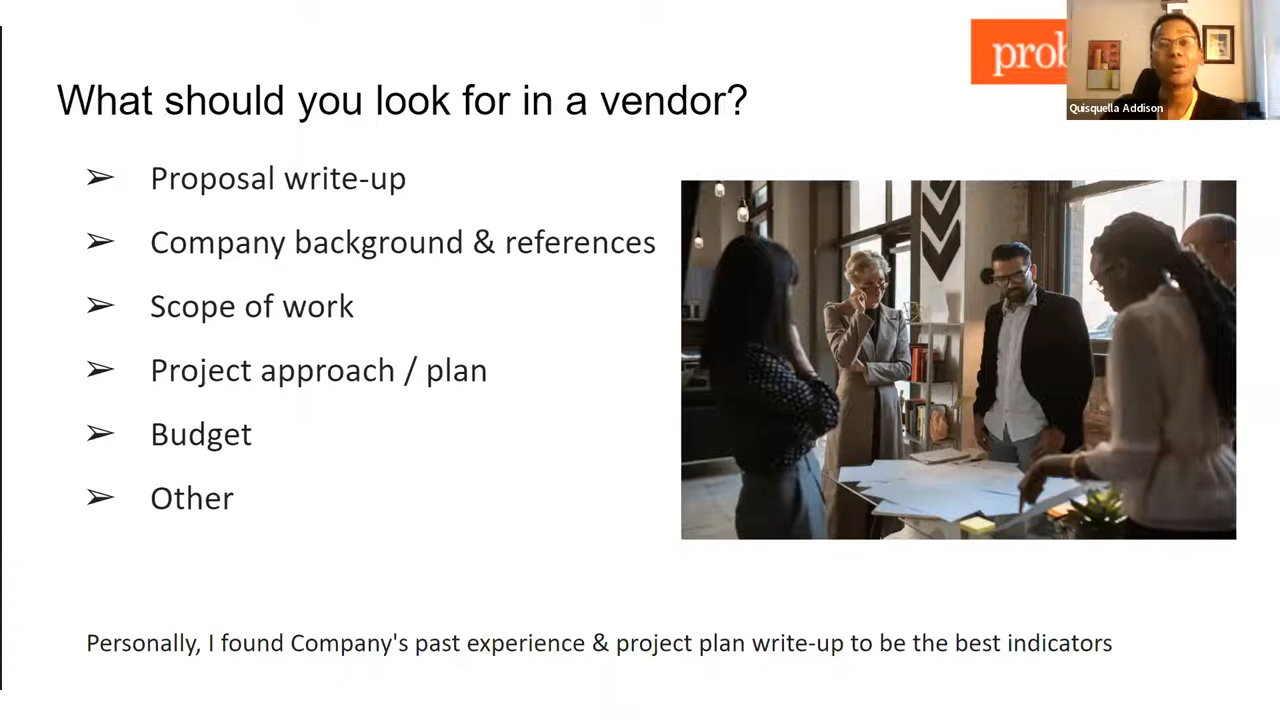 prob
Quisquella Addison
What should you look for in a vendor?
➢ Proposal write-up
➢ Company background & references
➢ Scope of work
➢ Project approach / plan
➢ Budget
➢ Other
Personally, I found Company's past experience & project plan write-up to be the best indicators